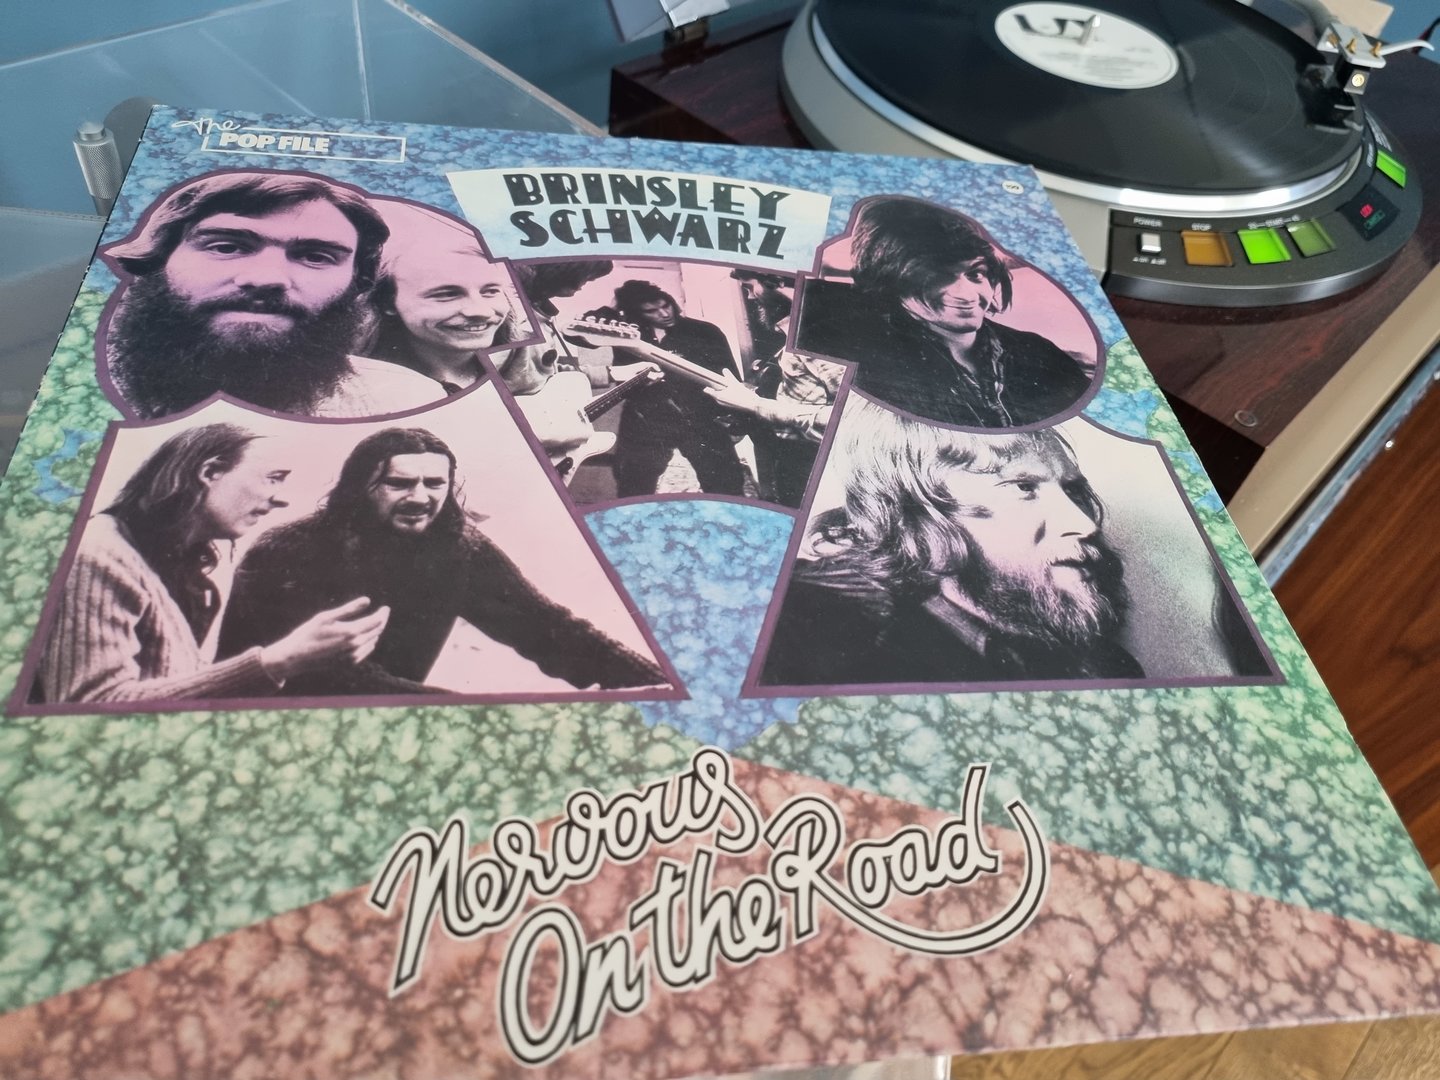 The
POP FILE
BRINSLEY
SCHWARZ
Nervous
On the Road
POWER
STOP